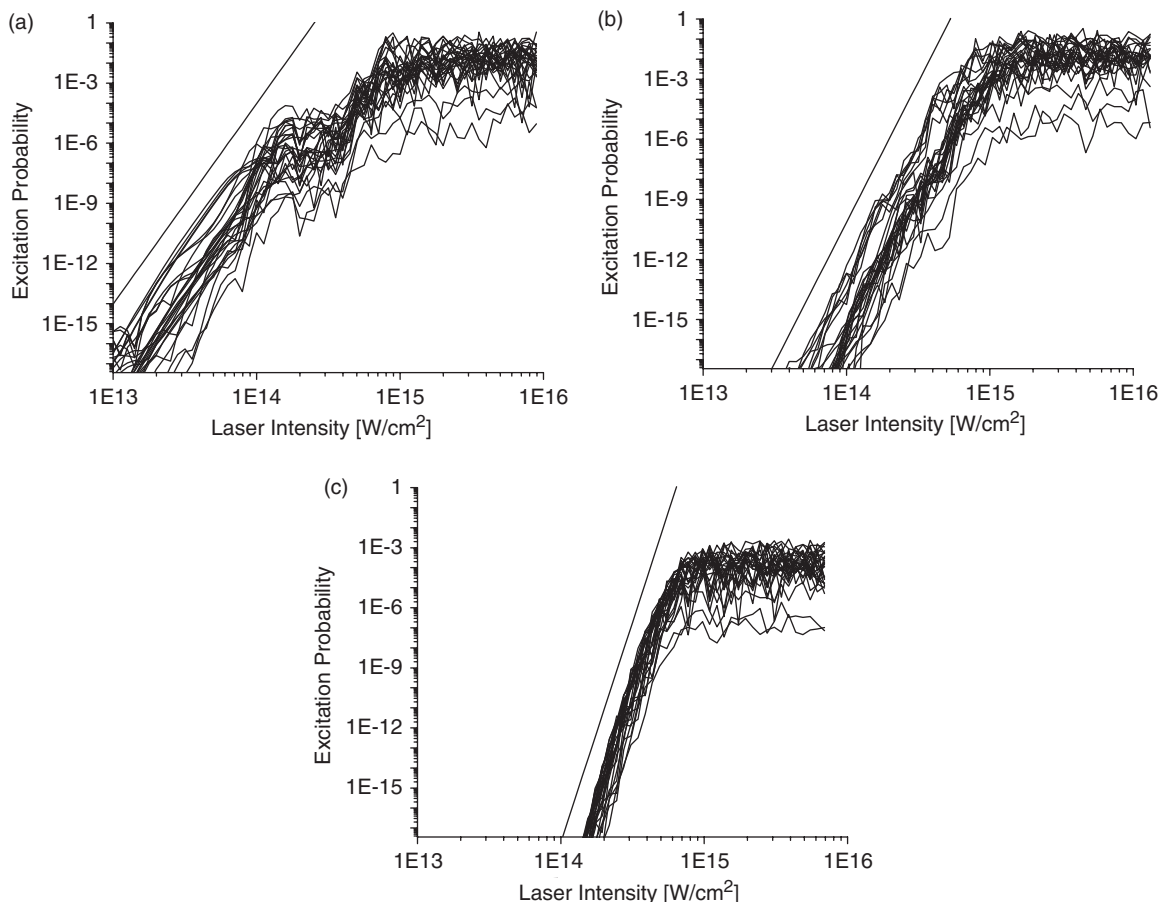 (a)
1
1E-3
1E-6
1E-9
1E-12
1E-15
Excitation Probability
1E13 1E14 1E15 1E16
Laser Intensity [W/cm²]
(b)
1
1E-3
1E-6
1E-9
1E-12
1E-15
Excitation Probability
1E13 1E14 1E15 1E16
Laser Intensity [W/cm²]
(c)
1
1E-3
1E-6
1E-9
1E-12
1E-15
Excitation Probability
1E13 1E14 1E15 1E16
Laser Intensity [W/cm²]